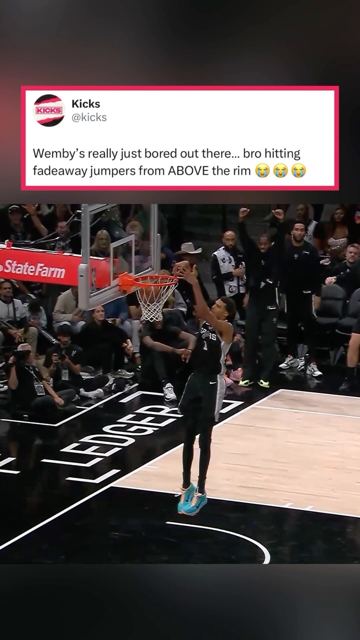 KICKS
Kicks
@kicks
Wemby's really just bored out there... bro hitting
fadeaway jumpers from ABOVE the rim 😭😭😭
StateFarm
1
LEDGER